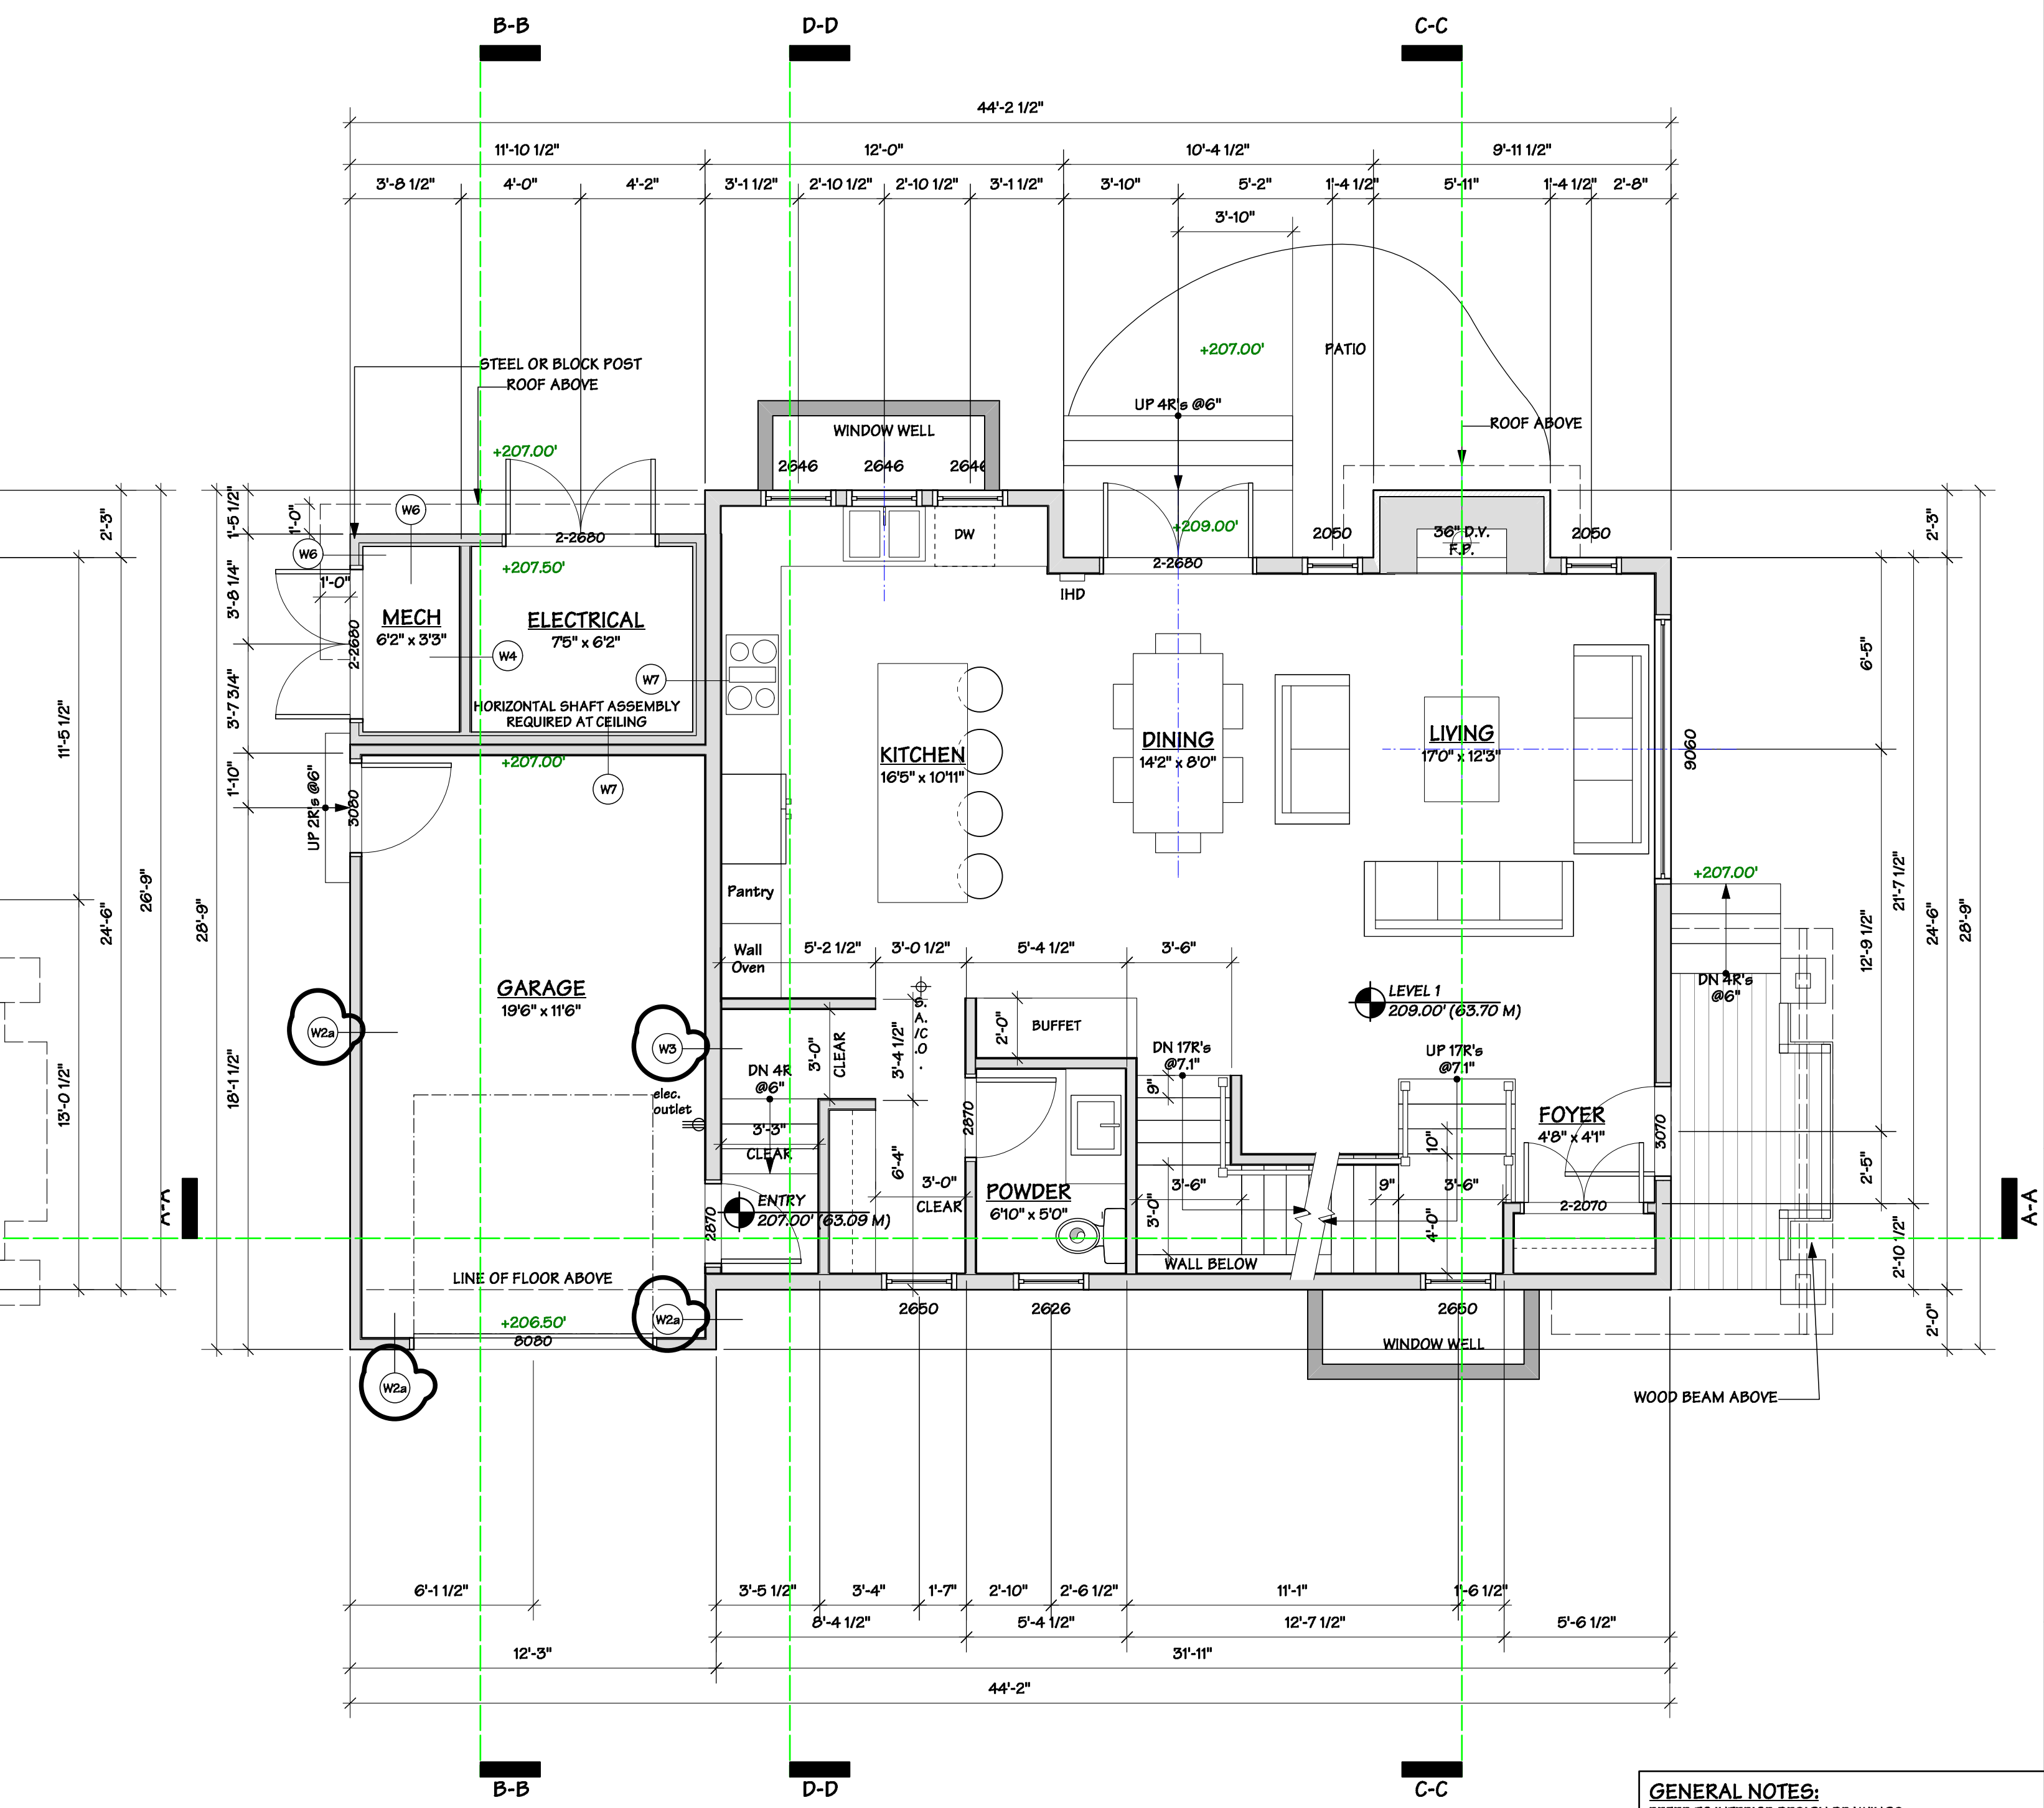 B-B
D-D
C-C
44'-2 1/2"
11'-10 1/2"
12'-0"
10'-4 1/2"
9'-11 1/2"
3'-8 1/2"
4'-0"
4'-2"
3'-1 1/2"
2'-10 1/2"
2'-10 1/2"
3'-1 1/2"
3'-10"
5'-2"
1'-4 1/2"
5'-11"
1'-4 1/2"
2'-8"
3'-10"
STEEL OR BLOCK POST
ROOF ABOVE
+207.00'
+207.00'
PATIO
UP 4R's @6"
ROOF ABOVE
WINDOW WELL
2646
2646
2646
2'-3"
1'-5 1/2"
1'-0"
W6
W6
2-2680
+207.50'
DW
+209.00'
2-2680
2050
36" D.V.
F.P.
2050
2'-3"
1'-0"
3'-8 1/4"
MECH
6'2" x 3'3"
ELECTRICAL
7'5" x 6'2"
IHD
2-2680
W4
W7
3'-7 3/4"
HORIZONTAL SHAFT ASSEMBLY
REQUIRED AT CEILING
6'-5"
11'-5 1/2"
KITCHEN
16'5" x 10'11"
DINING
14'2" x 8'0"
LIVING
17'0" x 12'3"
9060
+207.00'
W7
1'-10"
UP 2R's @6"
3080
26'-9"
24'-6"
28'-9"
Pantry
Wall
Oven
5'-2 1/2"
3'-0 1/2"
5'-4 1/2"
3'-6"
+207.00'
21'-7 1/2"
12'-9 1/2"
24'-6"
28'-9"
DN 4R's
@6"
GARAGE
19'6" x 11'6"
LEVEL 1
209.00' (63.70 M)
W2a
W3
S.
A.
/C
.O
.
BUFFET
2'-0"
3'-0"
CLEAR
3'-4 1/2"
DN 17R's
@7.1"
UP 17R's
@7.1"
DN 4R
@6"
elec.
outlet
9"
13'-0 1/2"
18'-1 1/2"
3'-3"
CLEAR
2870
10"
FOYER
4'8" x 4'1"
3070
6'-4"
3'-0"
CLEAR
POWDER
6'10" x 5'0"
3'-6"
9"
3'-6"
2'-5"
A-A
A-A
ENTRY
207.00' (63.09 M)
2870
3'-0"
4'-0"
2-2070
2'-10 1/2"
WALL BELOW
LINE OF FLOOR ABOVE
+206.50'
8080
W2a
W2a
2650
2626
2650
2'-0"
WINDOW WELL
WOOD BEAM ABOVE
6'-1 1/2"
3'-5 1/2"
3'-4"
1'-7"
2'-10"
2'-6 1/2"
11'-1"
1'-6 1/2"
8'-4 1/2"
5'-4 1/2"
12'-7 1/2"
5'-6 1/2"
12'-3"
31'-11"
44'-2"
B-B
D-D
C-C
GENERAL NOTES: